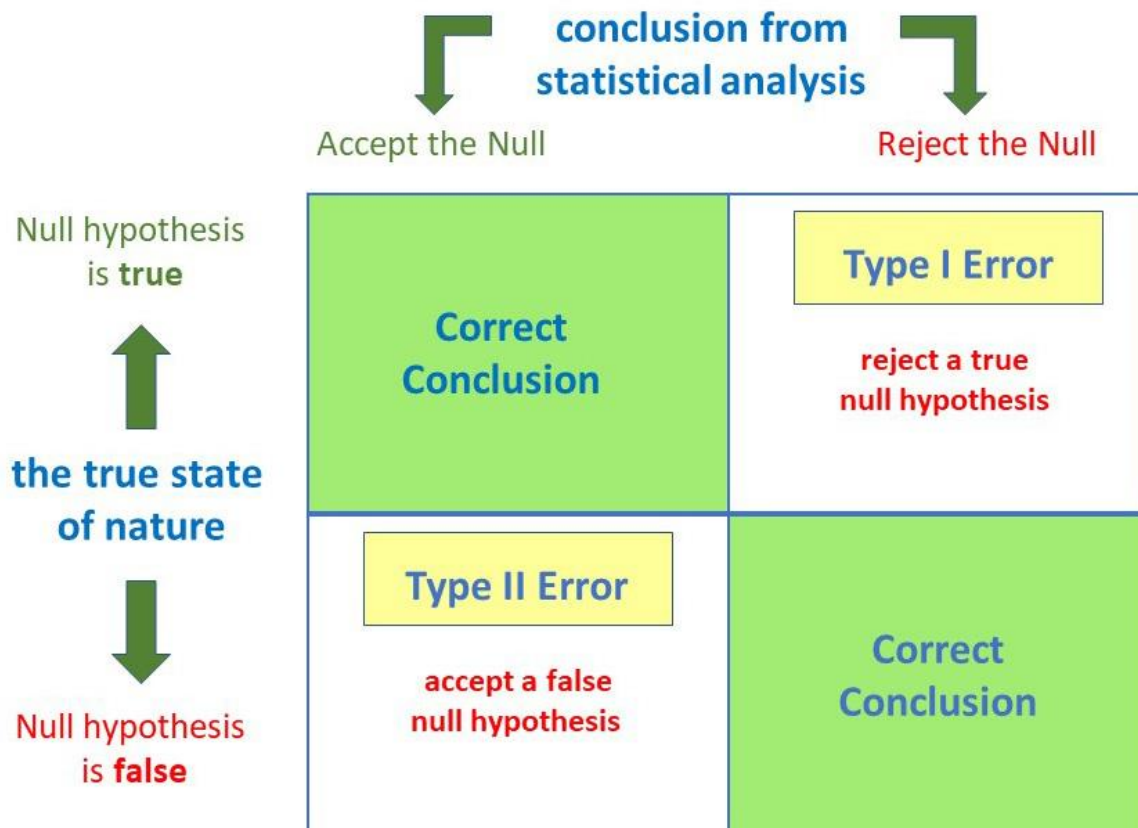 conclusion from
statistical analysis
Accept the Null
Reject the Null
Null hypothesis
is true
Correct
Conclusion
Type I Error
reject a true
null hypothesis
the true state
of nature
Type II Error
accept a false
null hypothesis
Correct
Conclusion
Null hypothesis
is false